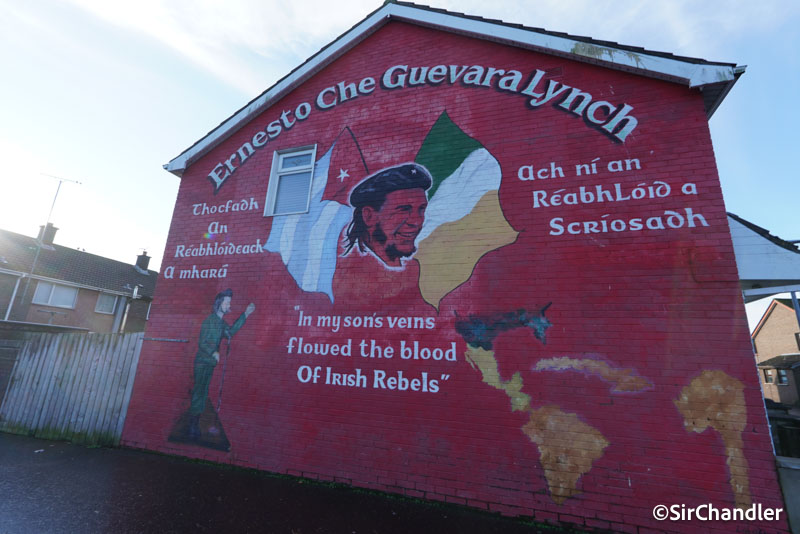 Ernesto Che Guevara Lynch
Thocfadh
An
Réabhlóideach
A mharú
Ach ní an
Réabhlóid a
Scríosadh
"In my son's veins
flowed the blood
Of Irish Rebels"
©SirChandler